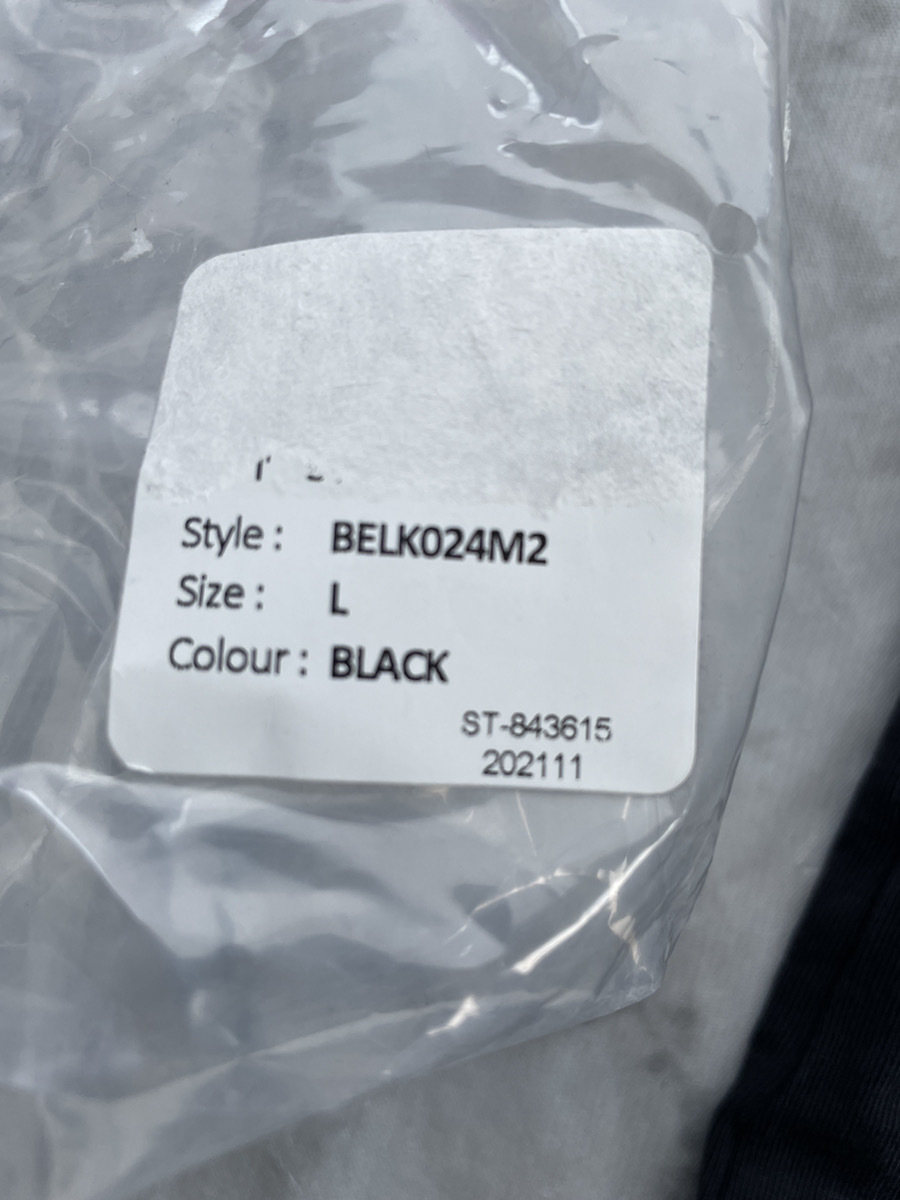 Style : BELK024M2
Size : L
Colour : BLACK
ST-843615
202111